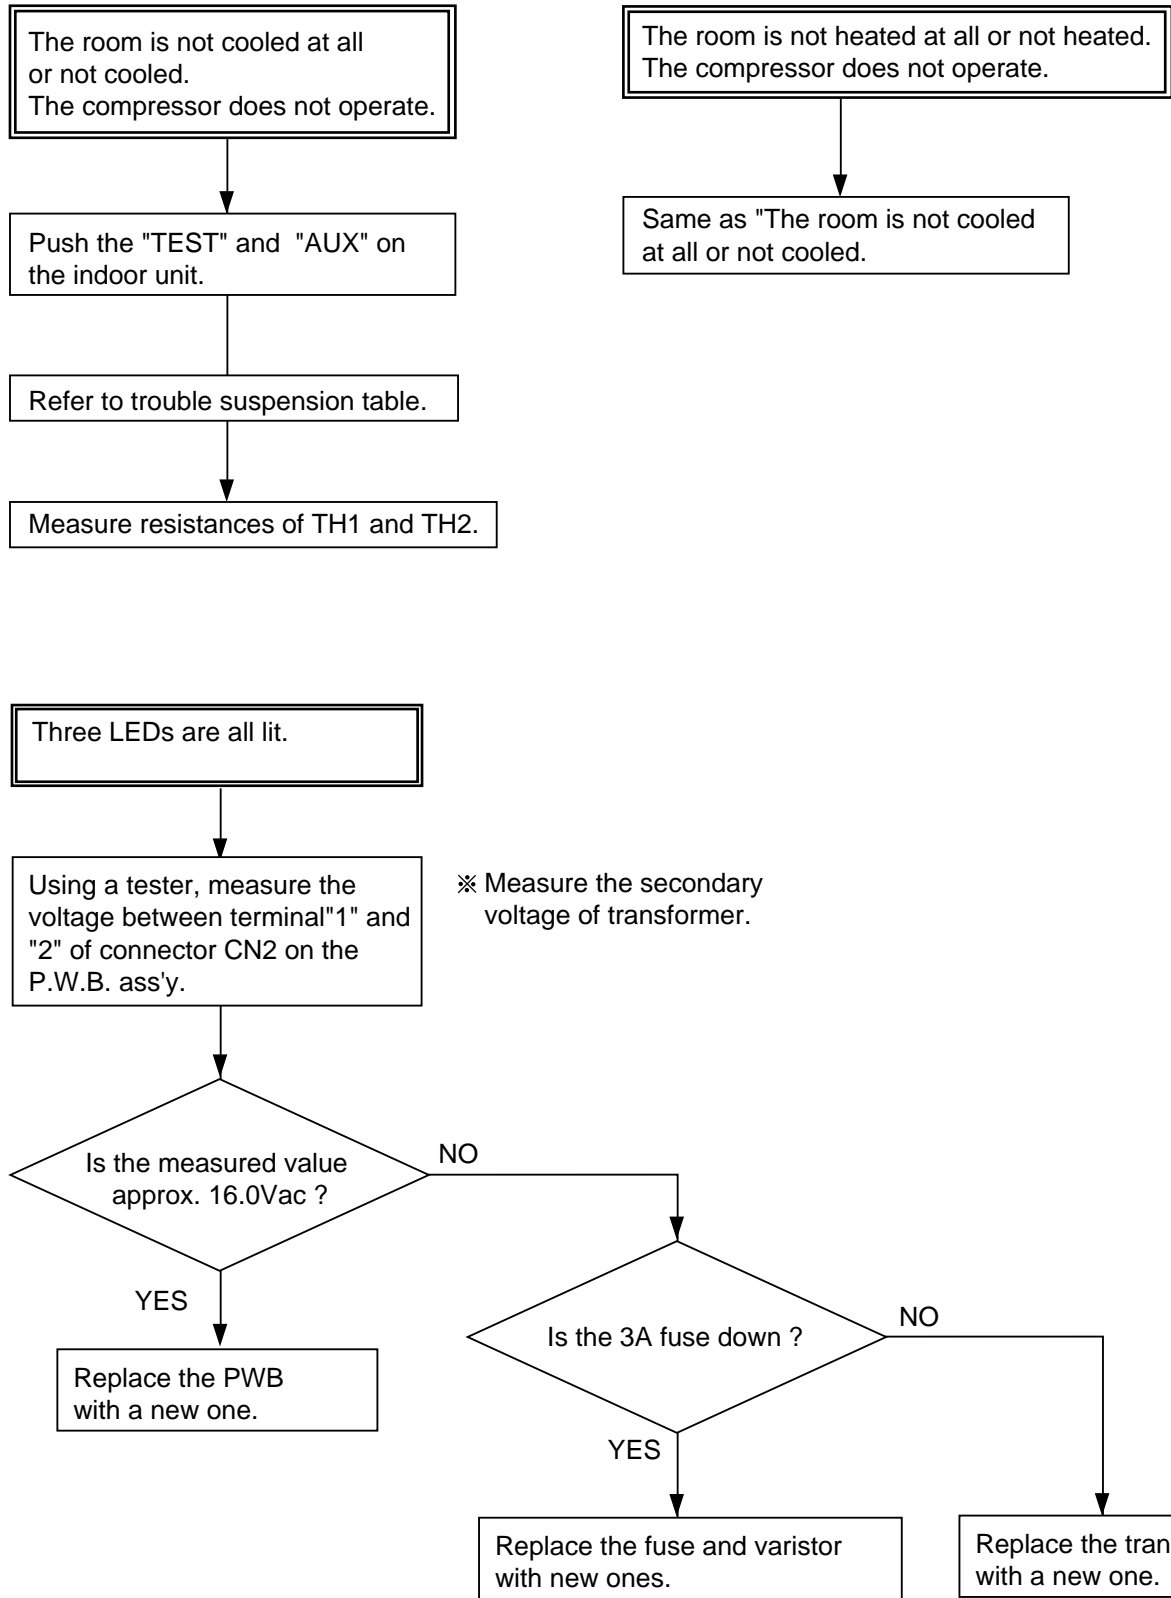 The room is not cooled at all
or not cooled.
The compressor does not operate.
Push the "TEST" and "AUX" on
the indoor unit.
Refer to trouble suspension table.
Measure resistances of TH1 and TH2.
The room is not heated at all or not heated.
The compressor does not operate.
Same as "The room is not cooled
at all or not cooled.
Three LEDs are all lit.
Using a tester, measure the
voltage between terminal"1" and
"2" of connector CN2 on the
P.W.B. ass'y.
※ Measure the secondary
voltage of transformer.
Is the measured value
approx. 16.0Vac ?
NO
YES
Replace the PWB
with a new one.
Is the 3A fuse down ?
NO
YES
Replace the fuse and varistor
with new ones.
Replace the
with a new one.